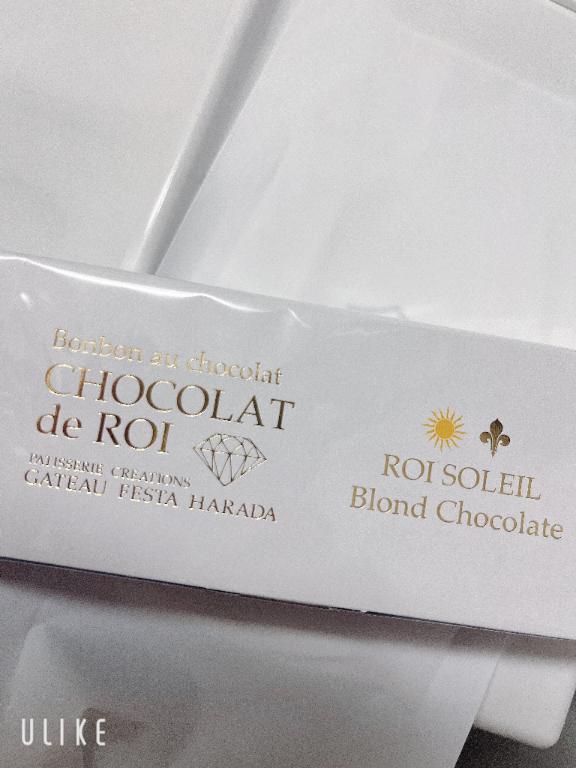 Bonbon au chocolat
CHOCOLAT
de ROI
PATISSERIE CREATIONS
GATEAU FESTA HARADA
ROI SOLEIL
Blond Chocolate
ULIKE